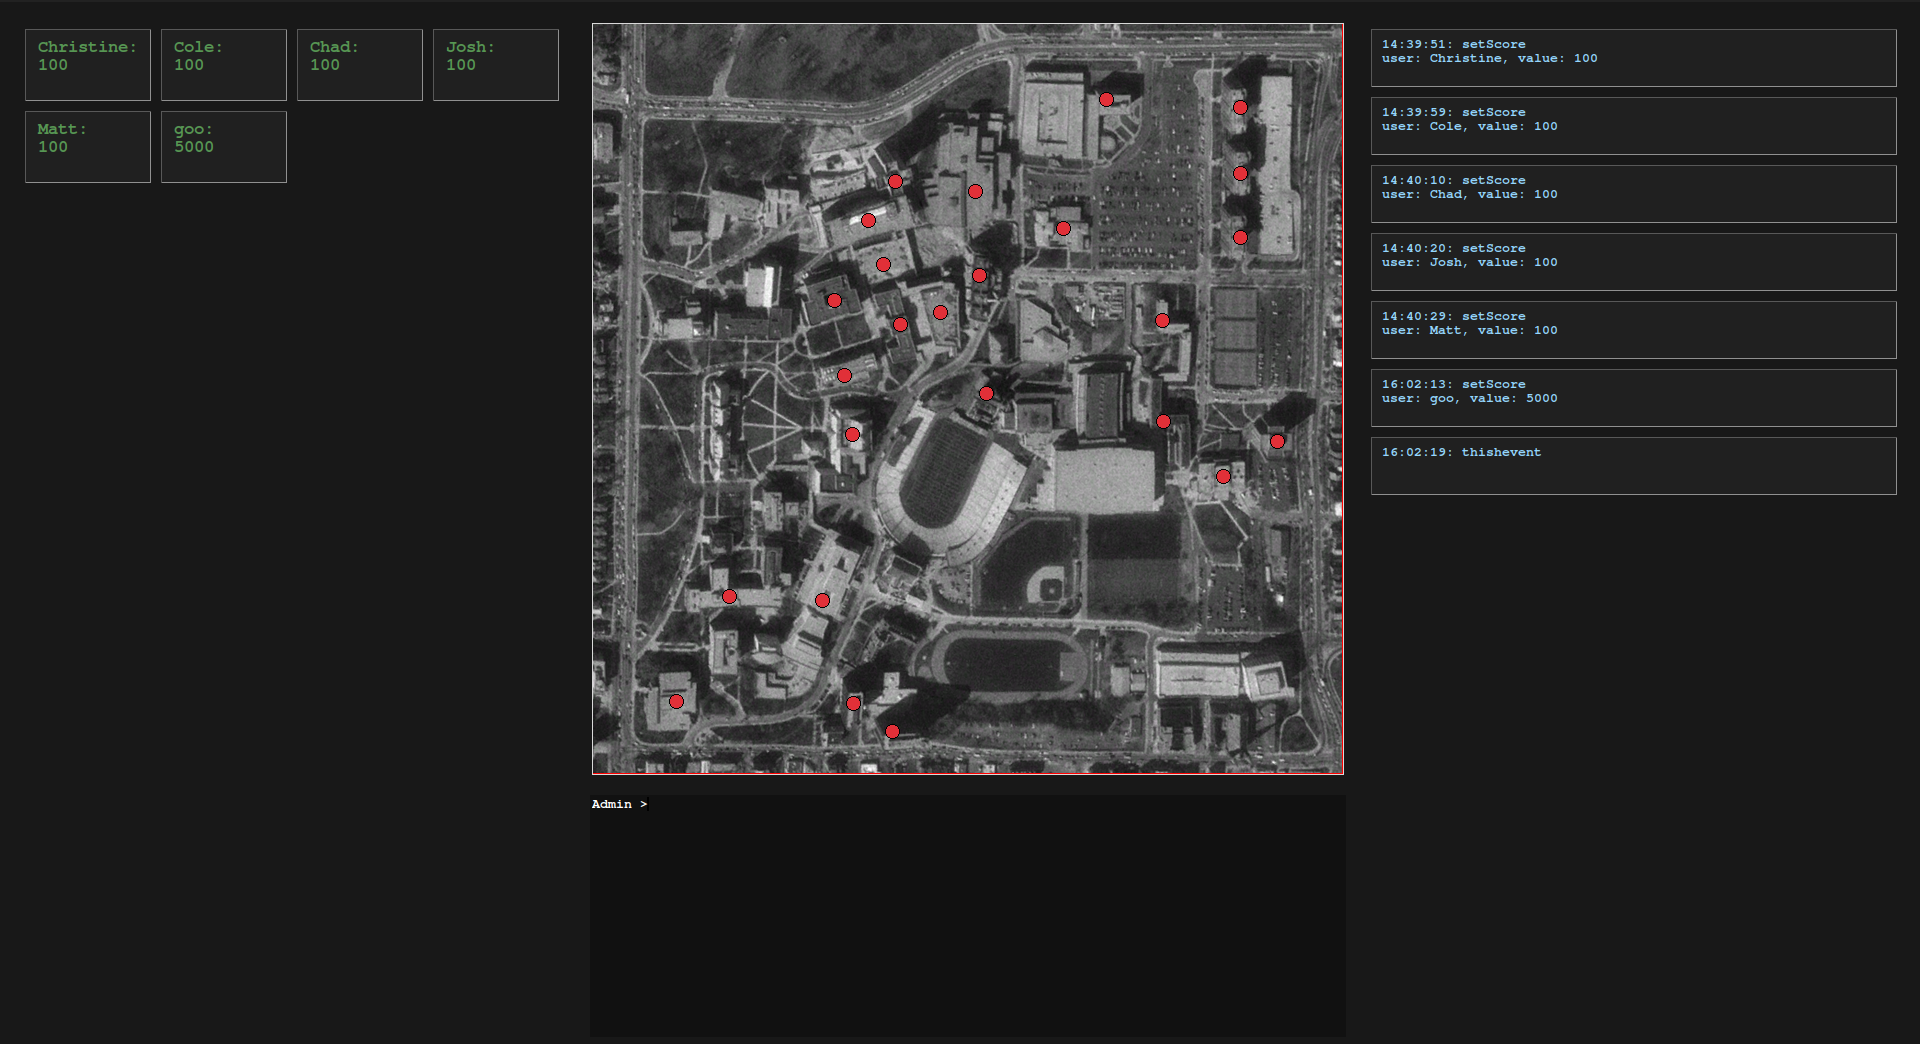 Christine:
100
Cole:
100
Chad:
100
Josh:
100
Matt:
100
goo:
5000
Admin >
14:39:51: setScore
user: Christine, value: 100
14:39:59: setScore
user: Cole, value: 100
14:40:10: setScore
user: Chad, value: 100
14:40:20: setScore
user: Josh, value: 100
14:40:29: setScore
user: Matt, value: 100
16:02:13: setScore
user: goo, value: 5000
16:02:19: thishevent